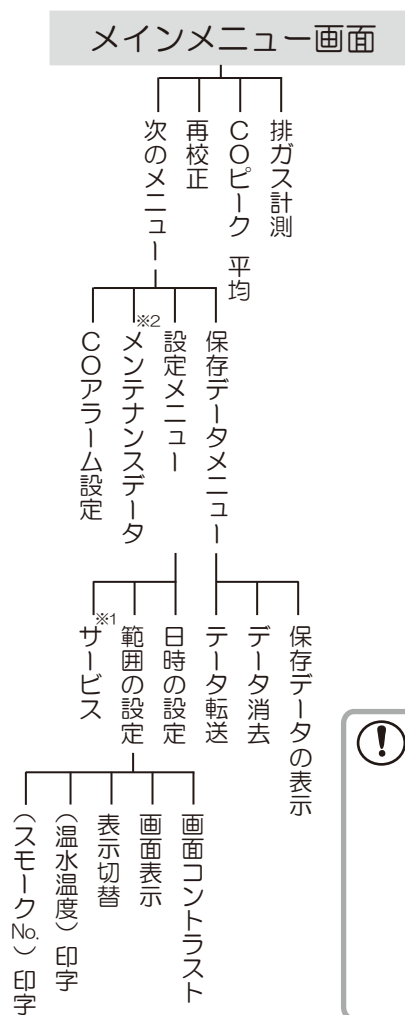 メインメニュー画面
排ガス計測
COピーク 平均
再校正
次のメニュー
保存データメニュー
設定メニュー
※2
メンテナンスデータ
COアラーム設定
保存データの表示
データ消去
テータ転送
日時の設定
範囲の設定
※1
サービス
画面コントラスト
画面表示
表示切替
(温水温度) 印字
(スモークNo.) 印字